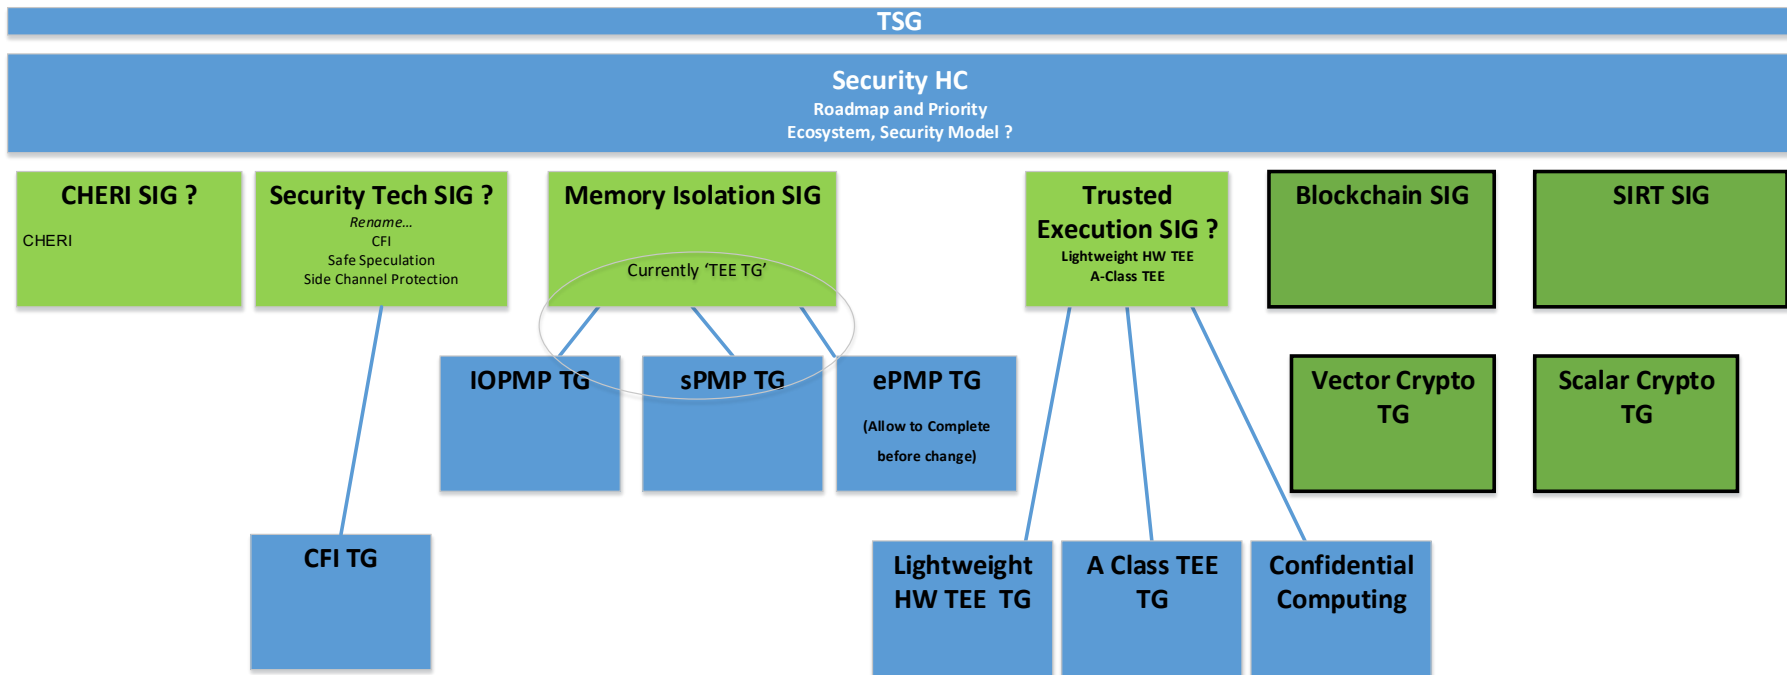 TSG
Security HC
Roadmap and Priority
Ecosystem, Security Model ?
CHERI SIG ?
CHERI
Security Tech SIG ?
Rename...
CFI
Safe Speculation
Side Channel Protection
Memory Isolation SIG
Currently ‘TEE TG’
Trusted
Execution SIG ?
Lightweight HW TEE
A-Class TEE
Blockchain SIG
SIRT SIG
IOPMP TG
sPMP TG
ePMP TG
(Allow to Complete
before change)
Vector Crypto
TG
Scalar Crypto
TG
CFI TG
Lightweight
HW TEE TG
A Class TEE
TG
Confidential
Computing